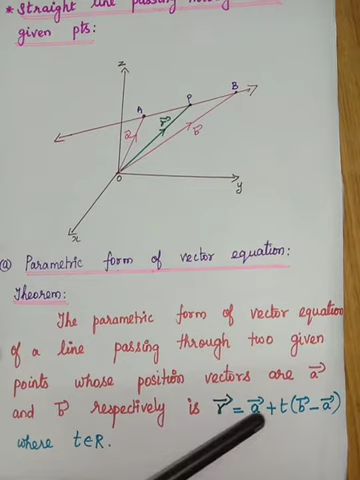 * Straight line passing
given pts:
z
A
P
B
a⃗
r⃗
b⃗
O
y
x
(a) Parametric form of vector equation:
Theorem:
The parametric form of vector equation
of a line passing through two given
points whose position vectors are a⃗
and b⃗ respectively is r⃗ = a⃗ + t(b⃗ - a⃗)
where t∈R.